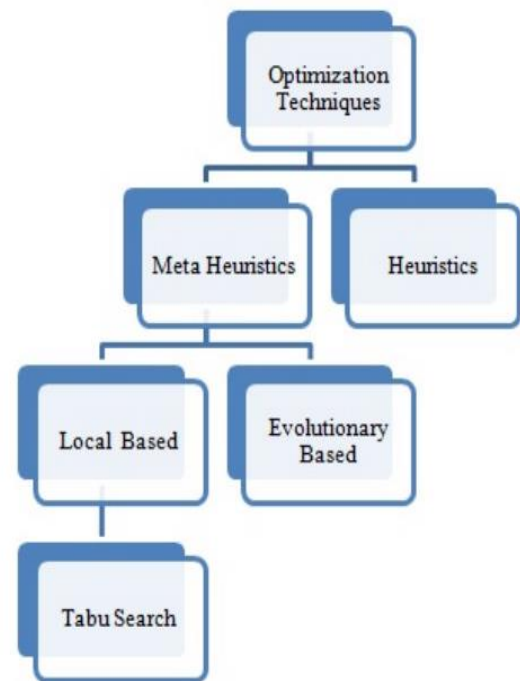 Optimization
Techniques
Meta Heuristics
Heuristics
Local Based
Evolutionary
Based
Tabu Search